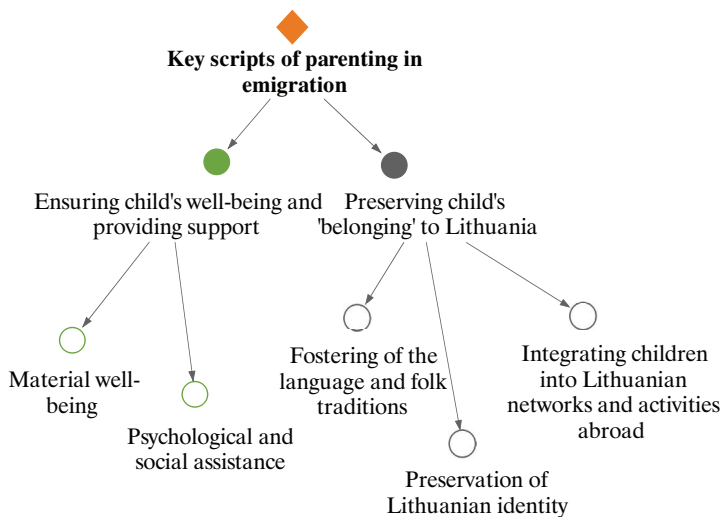 Key scripts of parenting in
emigration
Ensuring child's well-being and
providing support
Preserving child's
'belonging' to Lithuania
Material well-
being
Psychological and
social assistance
Fostering of the
language and folk
traditions
Preservation of
Lithuanian identity
Integrating children
into Lithuanian
networks and activities
abroad